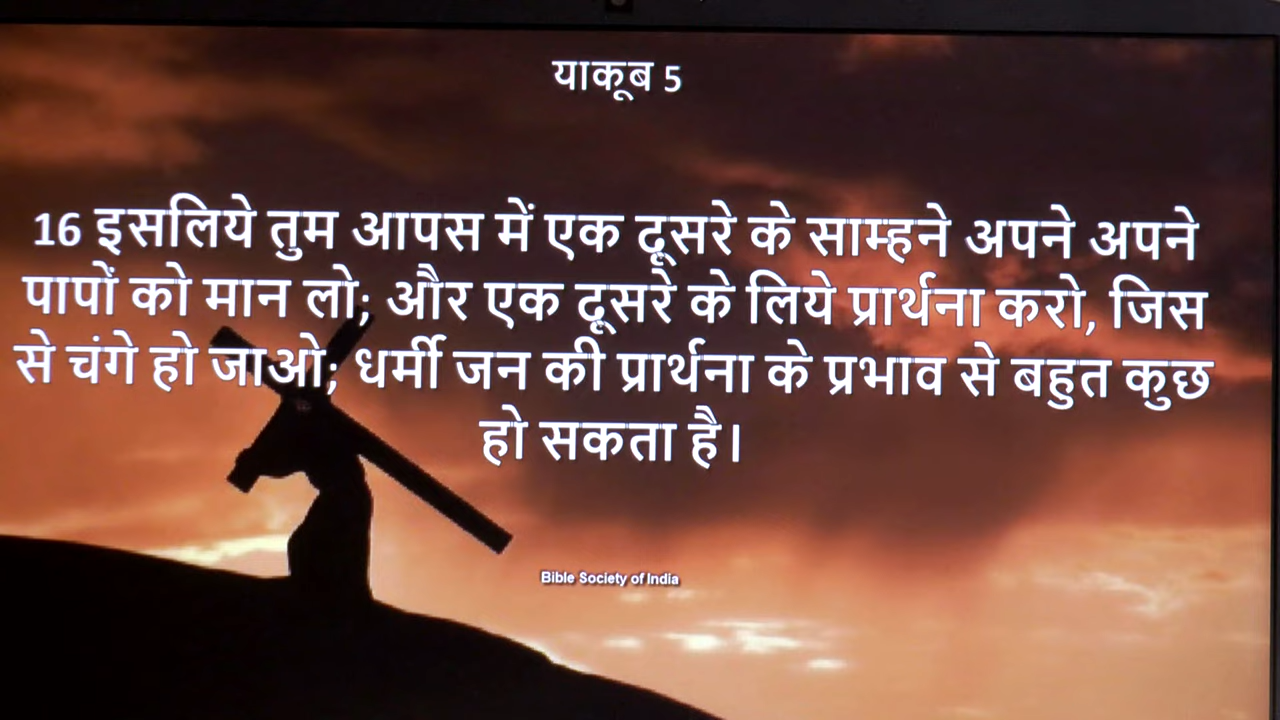 याकूब 5
16 इसलिये तुम आपस में एक दूसरे के साम्हने अपने अपने
पापों को मान लो; और एक दूसरे के लिये प्रार्थना करो, जिस
से चंगे हो जाओ; धर्मी जन की प्रार्थना के प्रभाव से बहुत कुछ
हो सकता है।
Bible Society of India